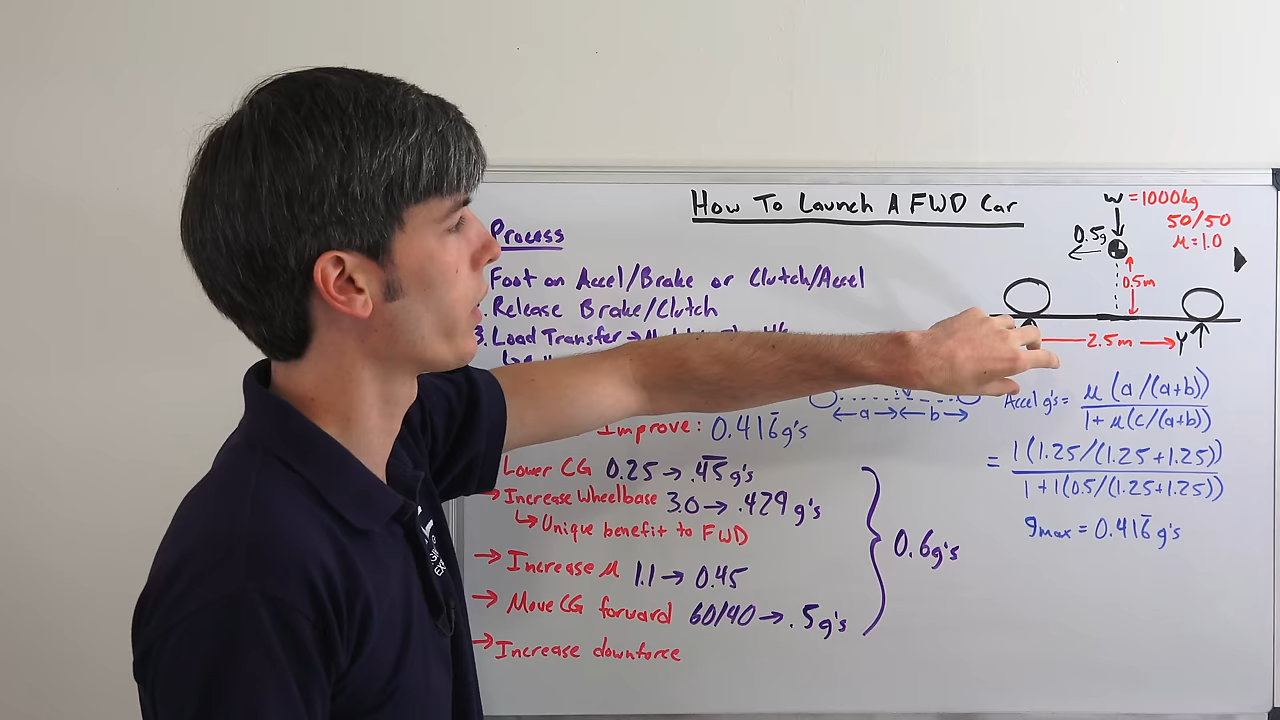 How To Launch A FWD Car
W = 1000kg
50/50
μ = 1.0
0.5g
0.5m
2.5m
Y
Process
Foot on Accel/Brake or Clutch/Accel
Release Brake/Clutch
3. Load Transfer →
a b
Improve: 0.416̅ g's
Lower CG 0.25 → .4̅5̅ g's
→ Increase Wheelbase 3.0 → .429 g's
↳ Unique benefit to FWD
→ Increase μ 1.1 → 0.45
→ Move CG forward 60/40 → .5g's
→ Increase downforce
0.6g's
Accel g's = μ(a/(a+b))
1+μ(c/(a+b))
= 1(1.25/(1.25+1.25))
1+1(0.5/(1.25+1.25))
gmax = 0.416̅ g's